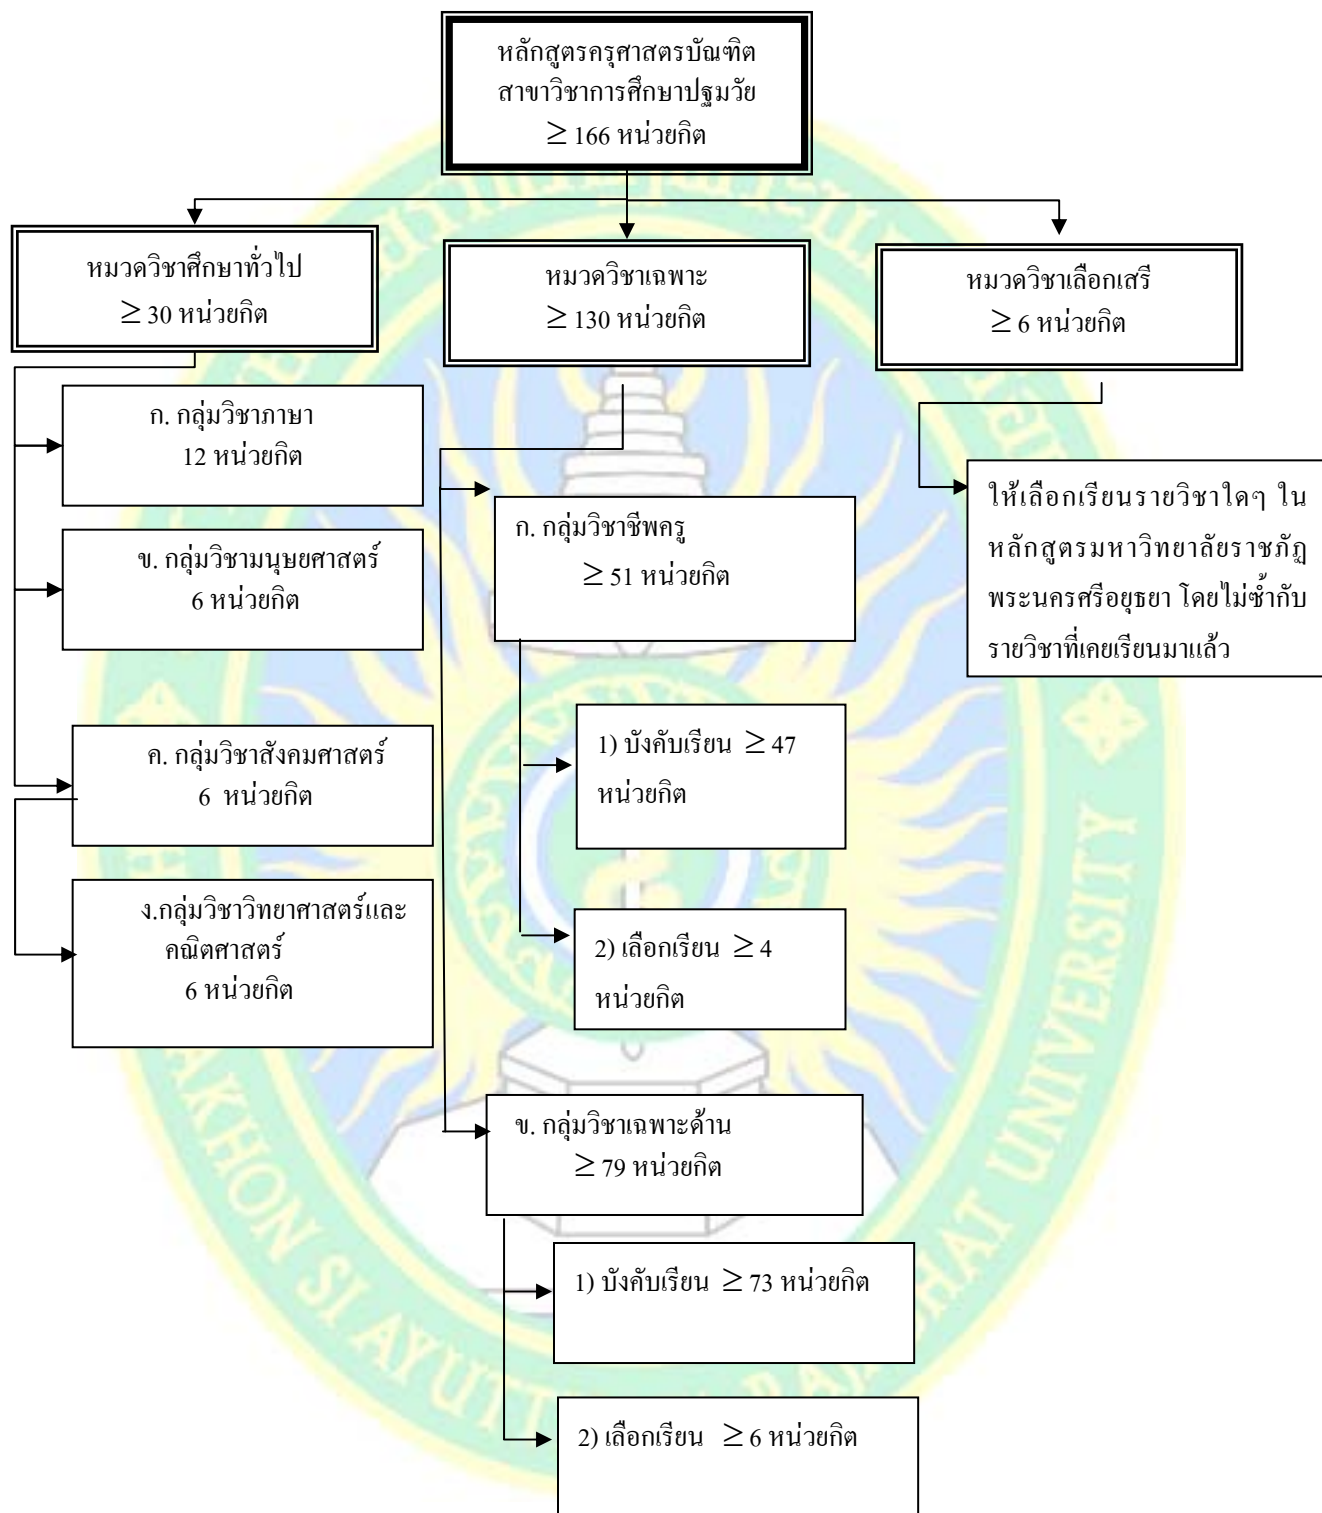 หลักสูตรครุศาสตรบัณฑิต
สาขาวิชาการศึกษาปฐมวัย
≥ 166 หน่วยกิต
หมวดวิชาศึกษาทั่วไป
≥ 30 หน่วยกิต
หมวดวิชาเฉพาะ
≥ 130 หน่วยกิต
หมวดวิชาเลือกเสรี
≥ 6 หน่วยกิต
ก. กลุ่มวิชาภาษา
12 หน่วยกิต
ข. กลุ่มวิชามนุษยศาสตร์
6 หน่วยกิต
ค. กลุ่มวิชาสังคมศาสตร์
6 หน่วยกิต
ง.กลุ่มวิชาวิทยาศาสตร์และ
คณิตศาสตร์
6 หน่วยกิต
ก. กลุ่มวิชาชีพครู
≥ 51 หน่วยกิต
1) บังคับเรียน ≥ 47
หน่วยกิต
2) เลือกเรียน ≥ 4
หน่วยกิต
ข. กลุ่มวิชาเฉพาะด้าน
≥ 79 หน่วยกิต
1) บังคับเรียน ≥ 73 หน่วยกิต
2) เลือกเรียน ≥ 6 หน่วยกิต
ให้เลือกเรียนรายวิชาใดๆ ใน
หลักสูตรมหาวิทยาลัยราชภัฏ
พระนครศรีอยุธยา โดยไม่ซ้ำกับ
รายวิชาที่เคยเรียนมาแล้ว
AKHON SI AYUTT
HAT UNIVERSITY